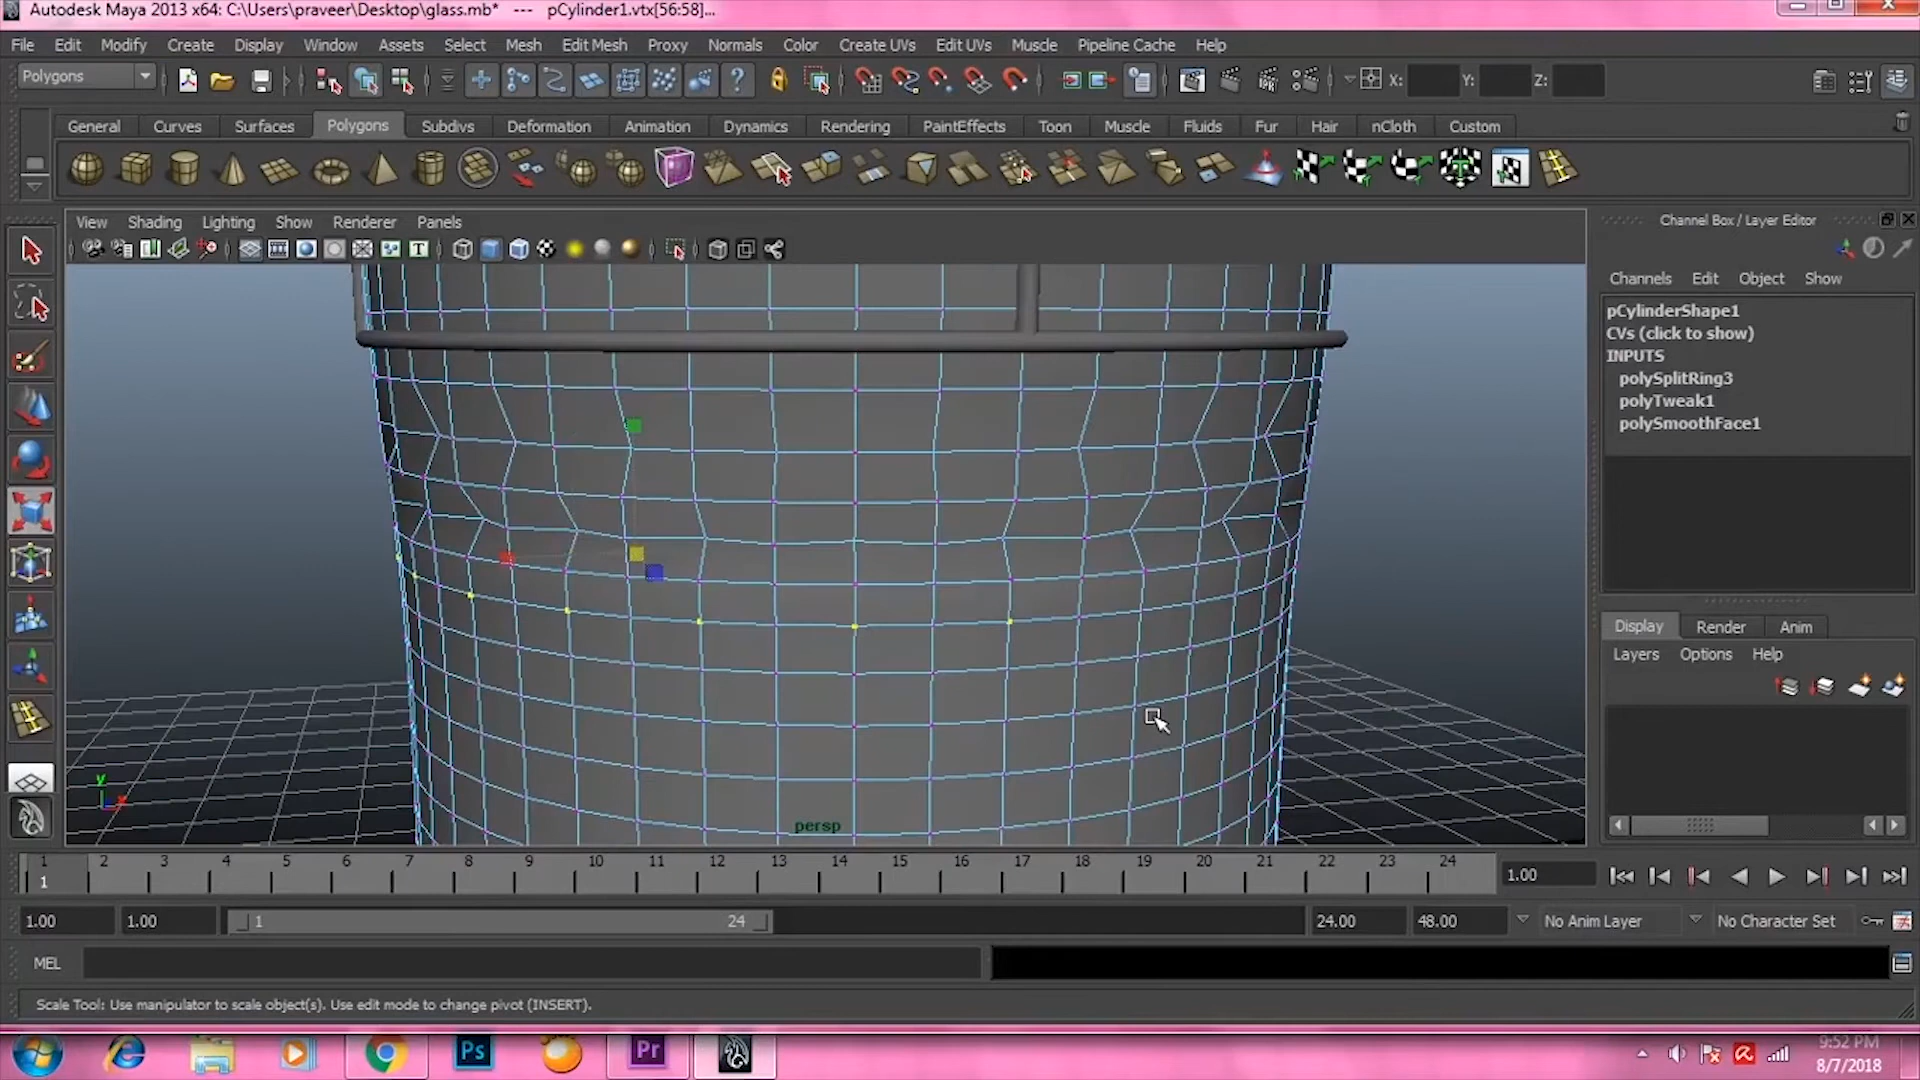 Autodesk Maya 2013 x64: C:\Users\praveer\Desktop\glass.mb* --- pCylinder1.vtx[56:58]...
File Edit Modify Create Display Window Assets Select Mesh Edit Mesh Proxy Normals Color Create UVs Edit UVs Muscle Pipeline Cache Help
Polygons X: Y: Z:
General Curves Surfaces Polygons Subdivs Deformation Animation Dynamics Rendering PaintEffects Toon Muscle Fluids Fur Hair nCloth Custom
View Shading Lighting Show Renderer Panels
Channel Box / Layer Editor
Channels Edit Object Show
pCylinderShape1
CVs (click to show)
INPUTS
polySplitRing3
polyTweak1
polySmoothFace1
Display Render Anim
Layers Options Help
y
x
persp
1 2 3 4 5 6 7 8 9 10 11 12 13 14 15 16 17 18 19 20 21 22 23 24
1
1.00
1.00 1.00 1 24 24.00 48.00 No Anim Layer No Character Set
MEL
Scale Tool: Use manipulator to scale object(s). Use edit mode to change pivot (INSERT).
Ps
Pr
9:52 PM
8/7/2018